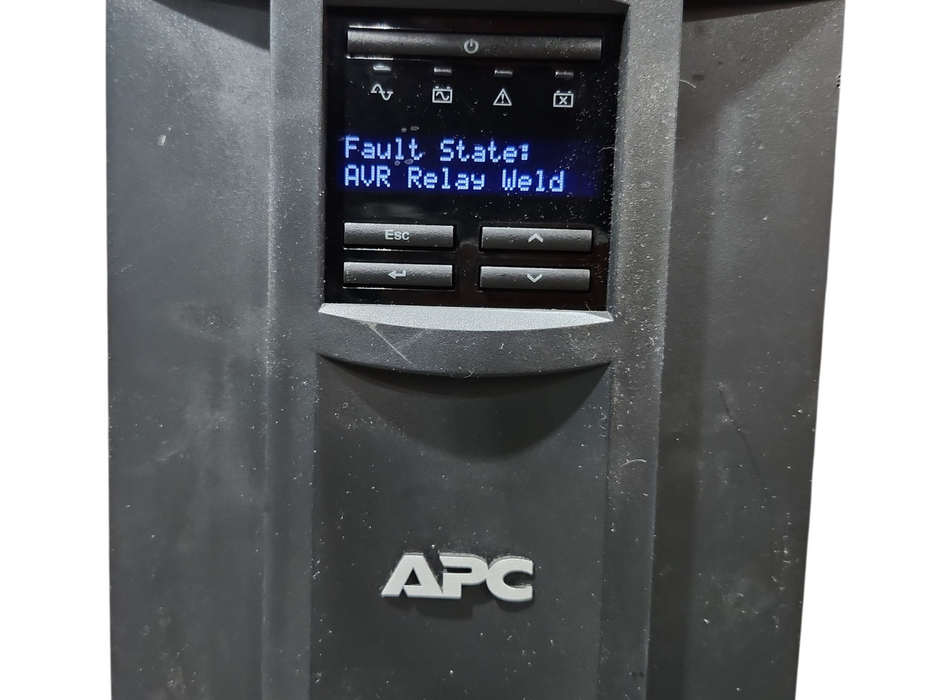 Fault State:
AVR Relay Weld
Esc
APC